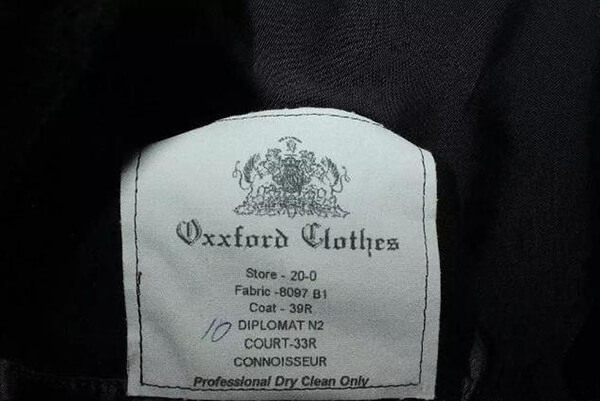 Oxxford Clothes
Store - 20-0
Fabric -8097 B1
Coat - 39R
10 DIPLOMAT N2
COURT-33R
CONNOISSEUR
Professional Dry Clean Only